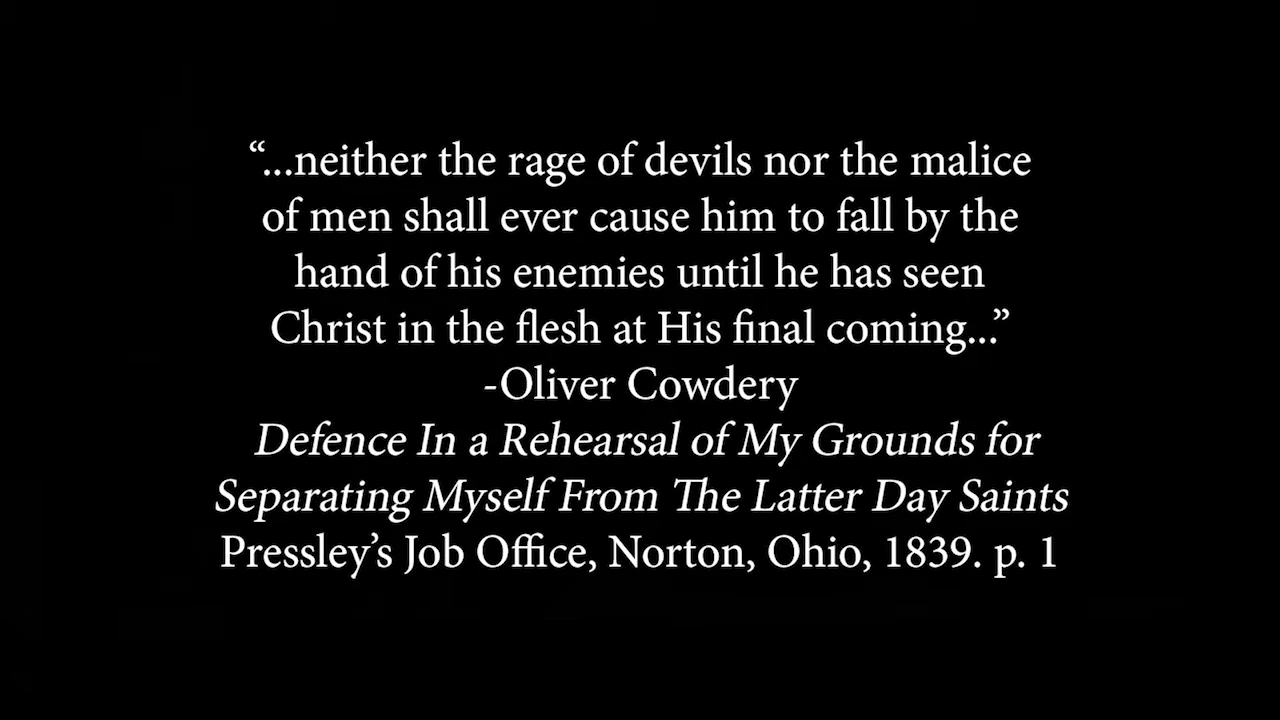 “...neither the rage of devils nor the malice
of men shall ever cause him to fall by the
hand of his enemies until he has seen
Christ in the flesh at His final coming...”
-Oliver Cowdery
Defence In a Rehearsal of My Grounds for
Separating Myself From The Latter Day Saints
Pressley’s Job Office, Norton, Ohio, 1839. p. 1